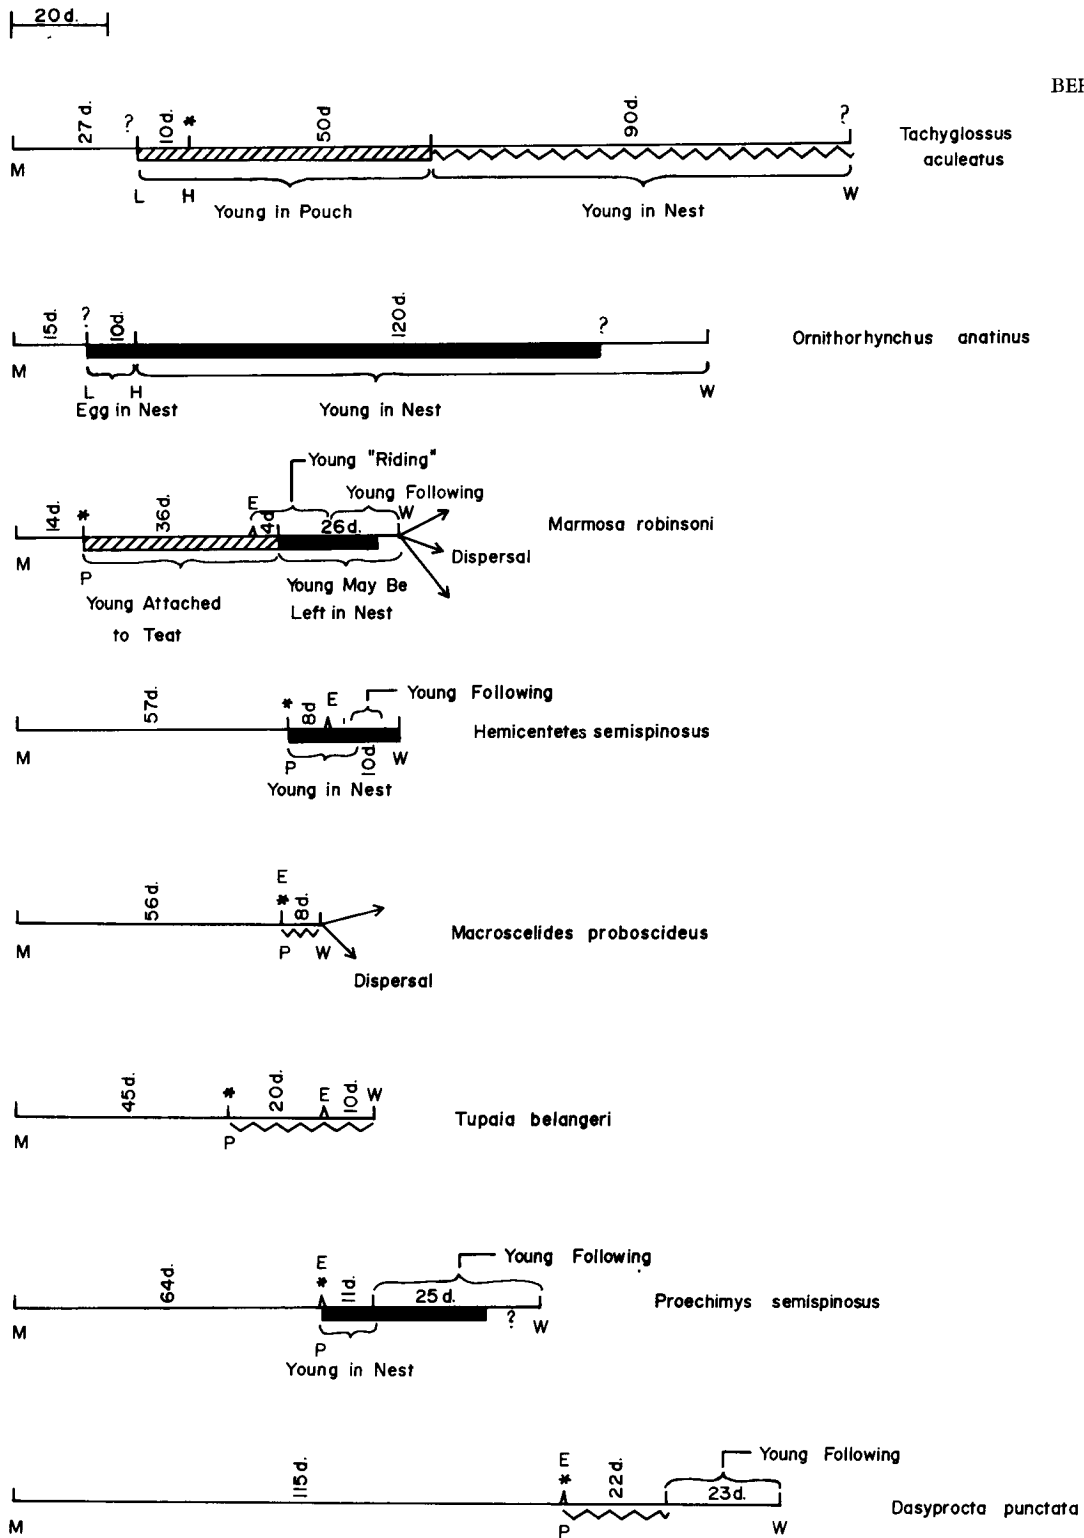 20d.
BEH
27d. ? 10d. * 50d 90d. ?
Tachyglossus
aculeatus
M L H W
Young in Pouch Young in Nest
15d. ? 10d. 120d. ?
Ornithorhynchus anatinus
M L H W
Egg in Nest Young in Nest
Young "Riding"
Young Following
14d. * 36d. E 4d 26d. W
Marmosa robinsoni
Dispersal
M P
Young May Be
Left in Nest
Young Attached
to Teat
Young Following
57d. * 8d E
Hemicentetes semispinosus
M P 10d. W
Young in Nest
E
56d. * 8d.
Macroscelides proboscideus
M P W
Dispersal
45d. * 20d. E 10d. W
Tupaia belangeri
M P
Young Following
E
64d. * 11d. 25d.
Proechimys semispinosus
M P ? W
Young in Nest
Young Following
E
115d. * 22d. 23d.
Dasyprocta punctata
M P W